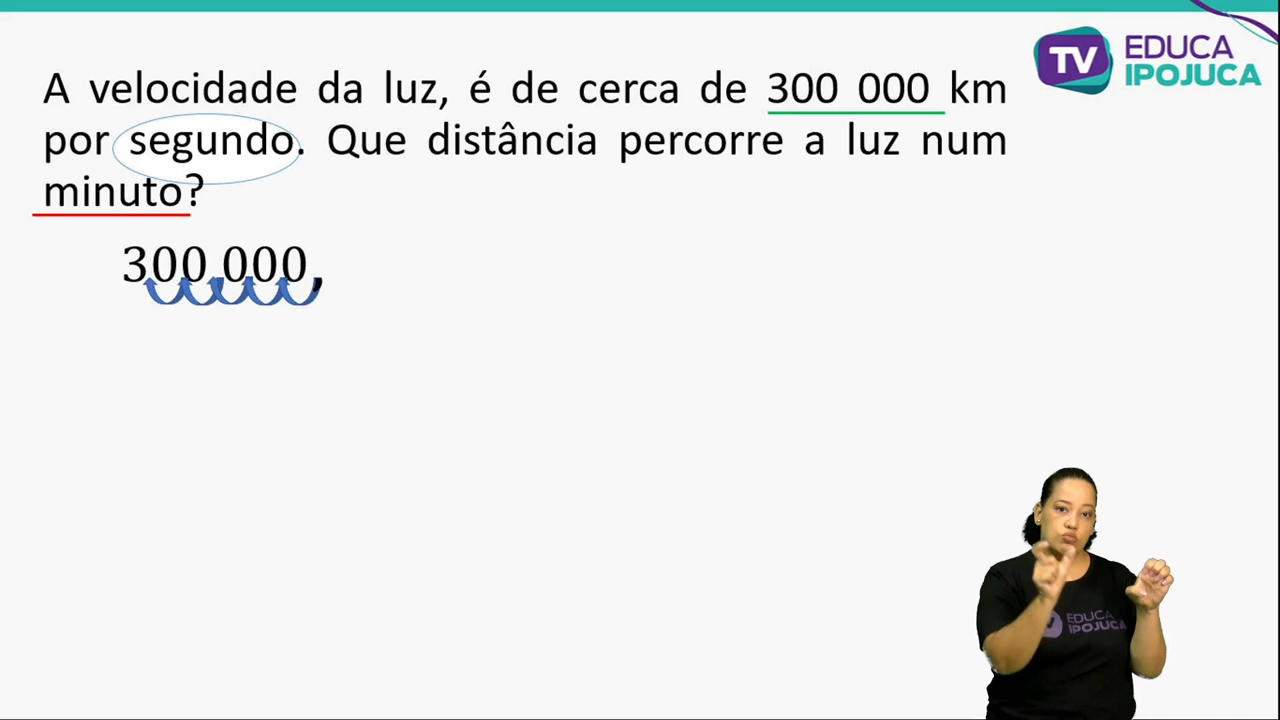 TV EDUCA
IPOJUCA
A velocidade da luz, é de cerca de 300 000 km
por segundo. Que distância percorre a luz num
minuto?
300 000,
EDUCA
IPOJUCA